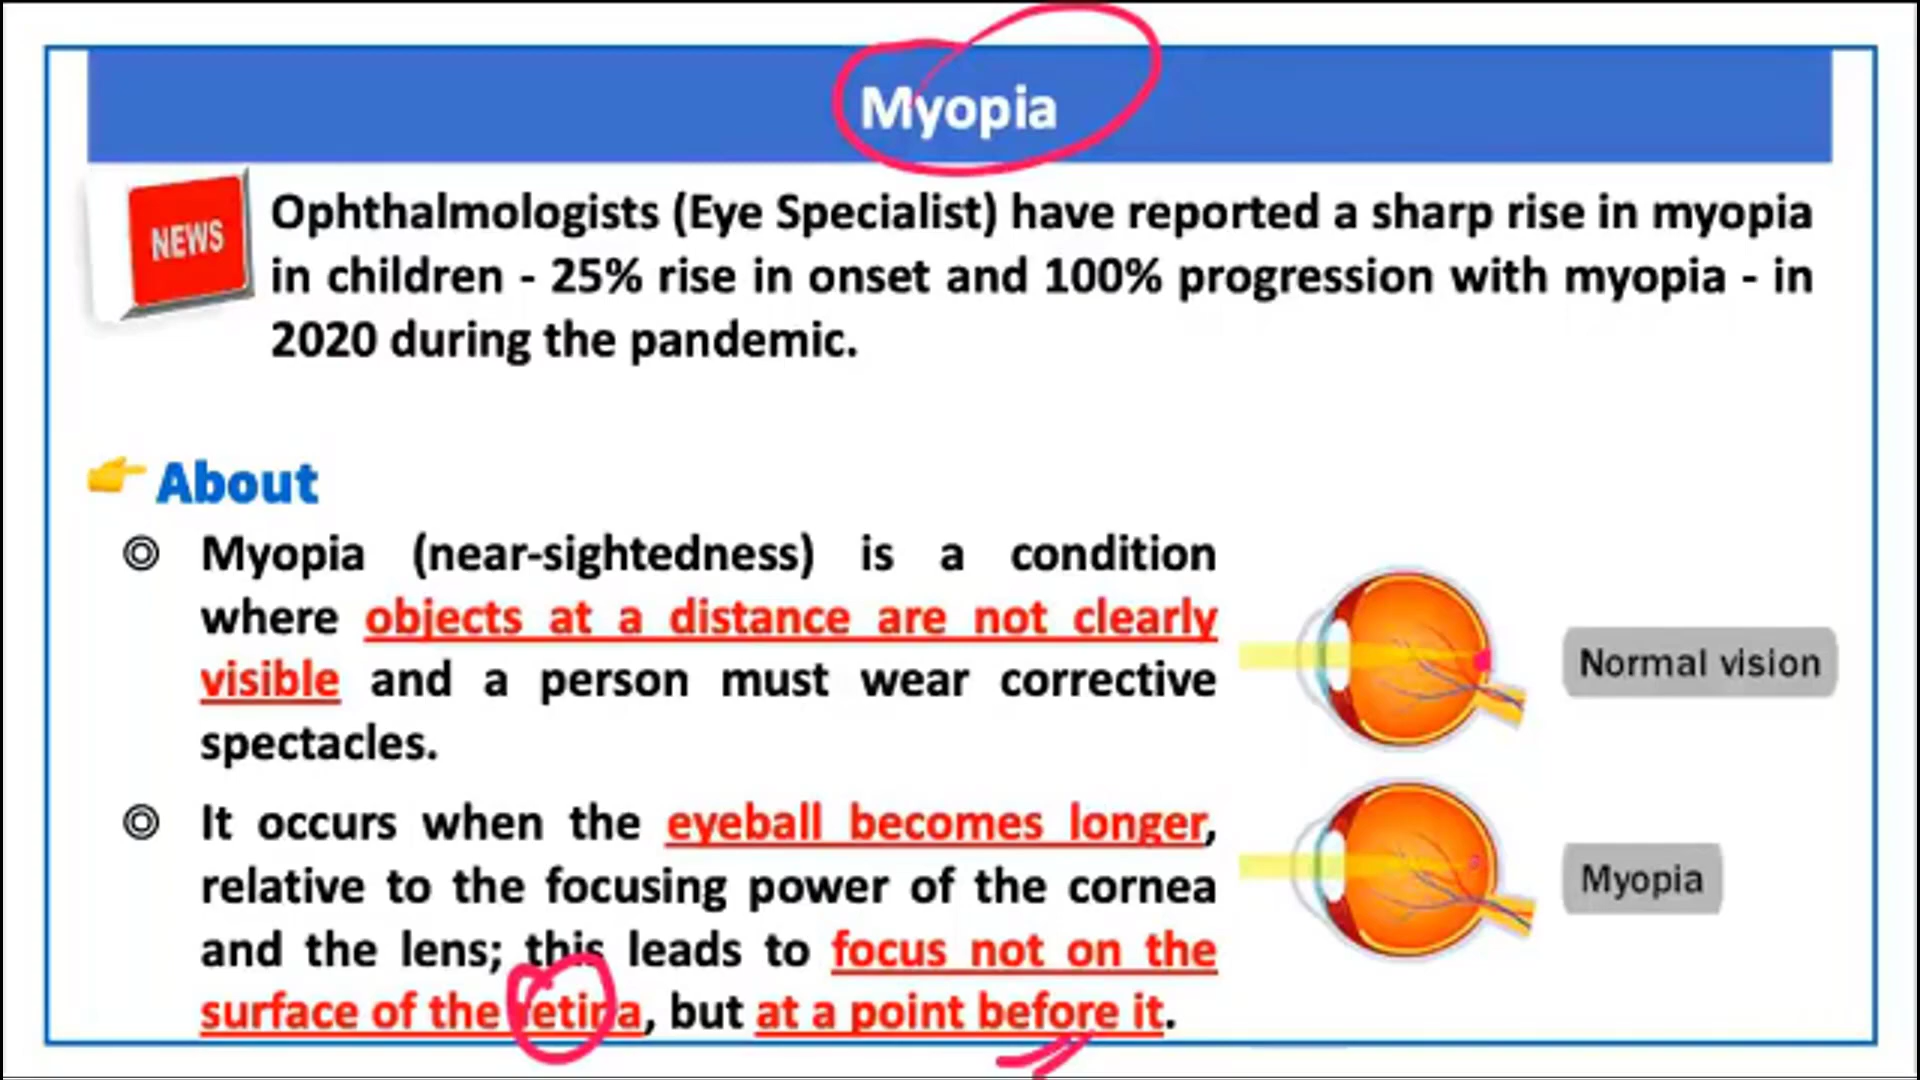 Myopia
NEWS
Ophthalmologists (Eye Specialist) have reported a sharp rise in myopia
in children - 25% rise in onset and 100% progression with myopia - in
2020 during the pandemic.
About
Myopia (near-sightedness) is a condition
where objects at a distance are not clearly
visible and a person must wear corrective
spectacles.
It occurs when the eyeball becomes longer,
relative to the focusing power of the cornea
and the lens; this leads to focus not on the
surface of the retina, but at a point before it.
Normal vision
Myopia